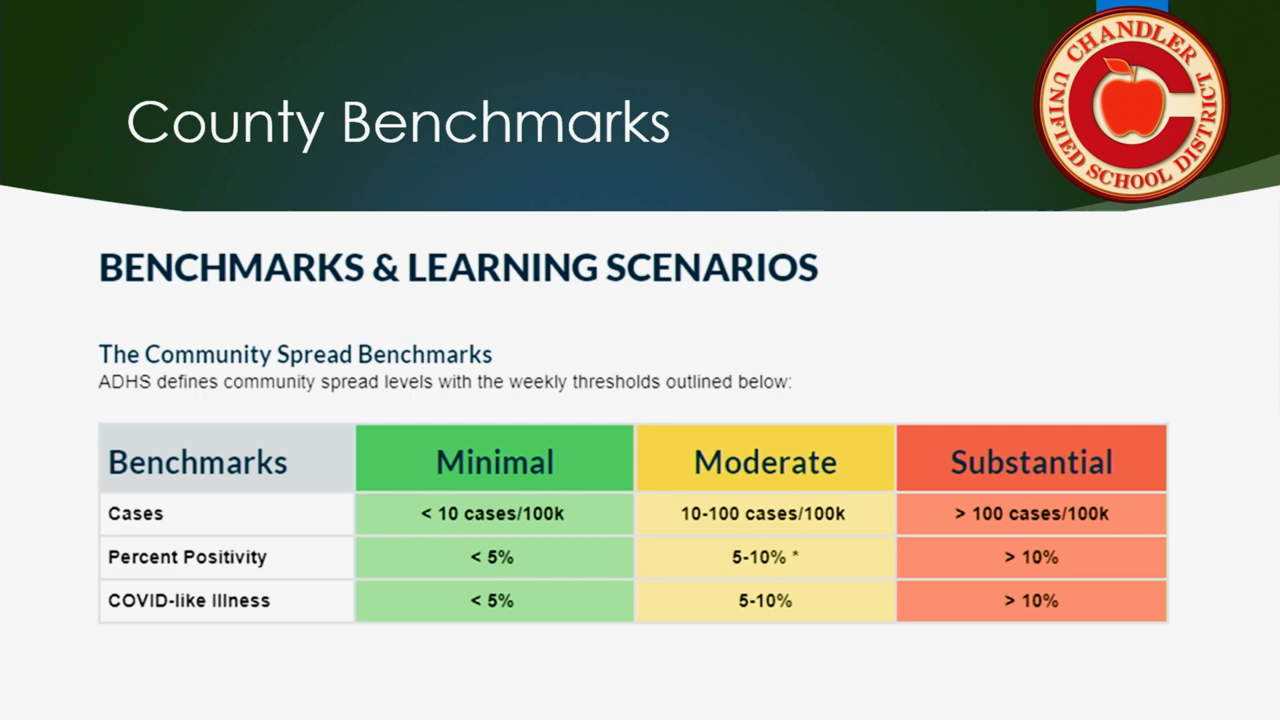 County Benchmarks
CHANDLER UNIFIED SCHOOL DISTRICT
BENCHMARKS & LEARNING SCENARIOS
The Community Spread Benchmarks
ADHS defines community spread levels with the weekly thresholds outlined below:
Benchmarks Minimal Moderate Substantial
Cases < 10 cases/100k 10-100 cases/100k > 100 cases/100k
Percent Positivity < 5% 5-10% * > 10%
COVID-like Illness < 5% 5-10% > 10%